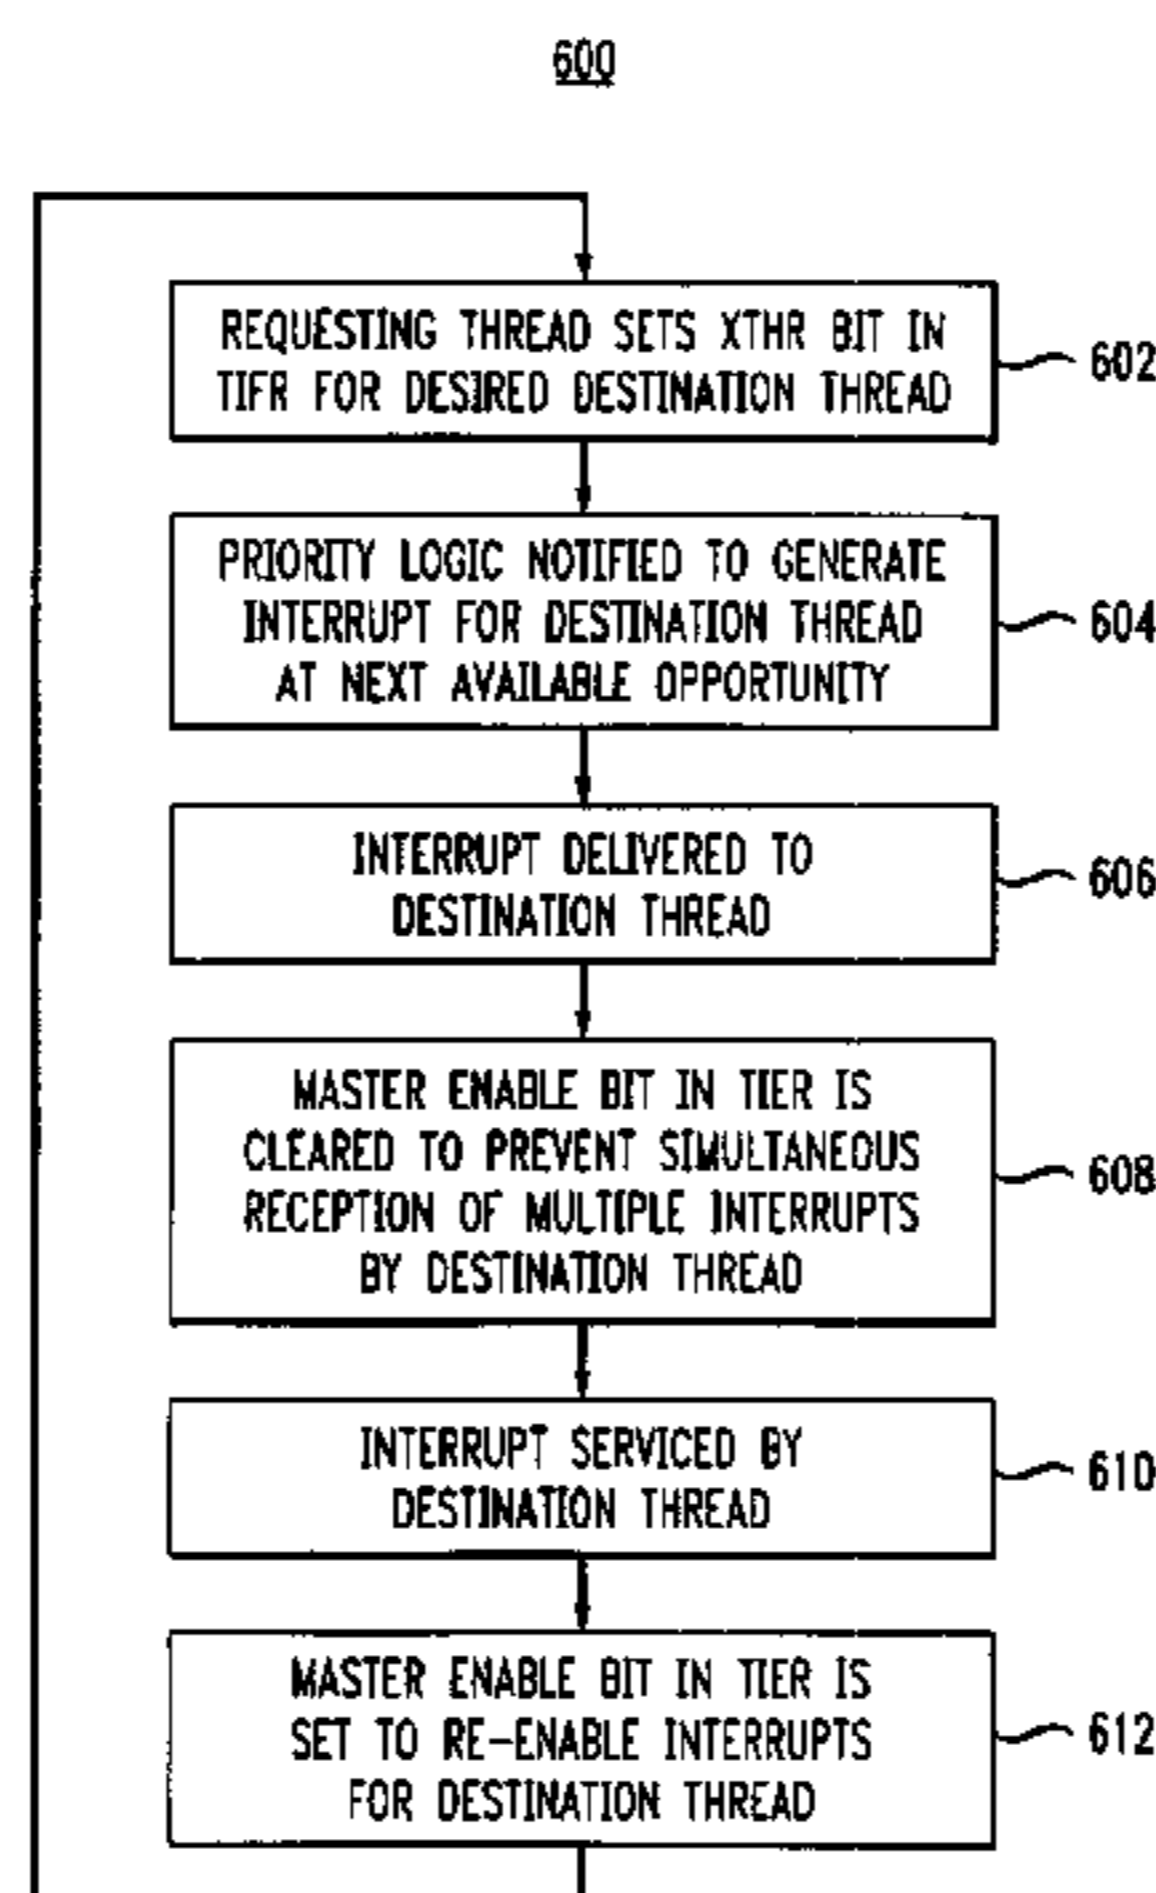 600
REQUESTING THREAD SETS XTHR BIT IN
TIFR FOR DESIRED DESTINATION THREAD
602
PRIORITY LOGIC NOTIFIED TO GENERATE
INTERRUPT FOR DESTINATION THREAD
AT NEXT AVAILABLE OPPORTUNITY
604
INTERRUPT DELIVERED TO
DESTINATION THREAD
606
MASTER ENABLE BIT IN TIER IS
CLEARED TO PREVENT SIMULTANEOUS
RECEPTION OF MULTIPLE INTERRUPTS
BY DESTINATION THREAD
608
INTERRUPT SERVICED BY
DESTINATION THREAD
610
MASTER ENABLE BIT IN TIER IS
SET TO RE-ENABLE INTERRUPTS
FOR DESTINATION THREAD
612